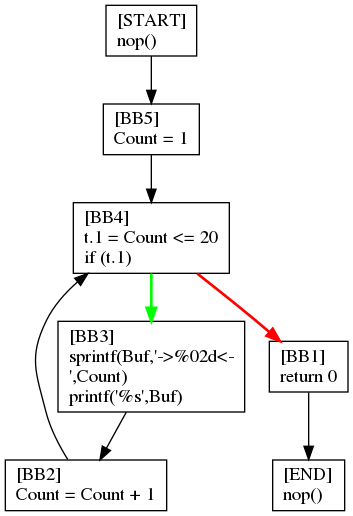 [START]
nop()
[BB5]
Count = 1
[BB4]
t.1 = Count <= 20
if (t.1)
[BB3]
sprintf(Buf,'->%02d<-
',Count)
printf('%s',Buf)
[BB1]
return 0
[BB2]
Count = Count + 1
[END]
nop()